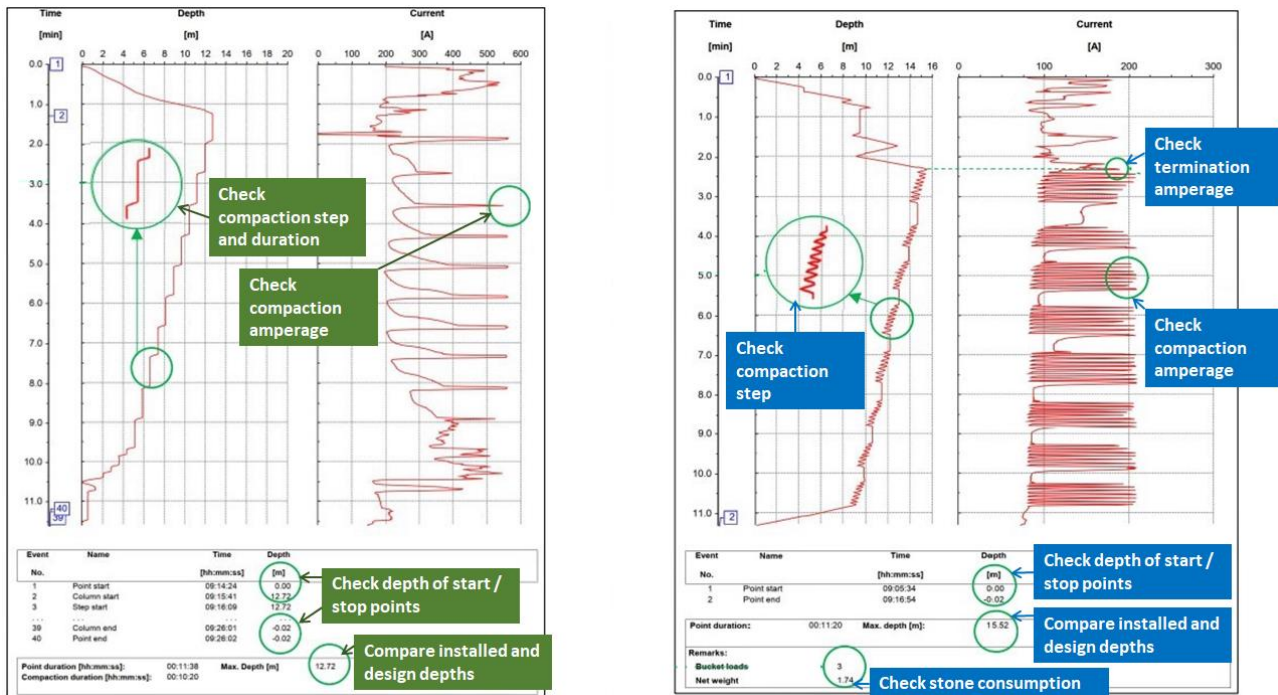 Time Depth Current
[min] [m] [A]
0 2 4 6 8 10 12 14 16 18 20 0 100 200 300 400 500 600
0.0 1
1.0
2
2.0
3.0
4.0
5.0
6.0
7.0
8.0
9.0
10.0
11.0
40
39
Check
compaction step
and duration
Check
compaction
amperage
Event Name Time Depth
No. [hh:mm:ss] [m]
1 Point start 09:14:24 0.00
2 Column start 09:15:41 12.72
3 Step start 09:16:09 12.72
. . . . . .
39 Column end 09:26:01 -0.02
40 Point end 09:26:02 -0.02
Check depth of start /
stop points
Compare installed and
design depths
Point duration [hh:mm:ss]: 00:11:38 Max. Depth [m] 12.72
Compaction duration [hh:mm:ss]: 00:10:20
Time Depth Current
[min] [m] [A]
0 2 4 6 8 10 12 14 16 0 100 200 300
0.0 1
1.0
2.0
3.0
4.0
5.0
6.0
7.0
8.0
9.0
10.0
11.0
2
Check
termination
amperage
Check
compaction
amperage
Check
compaction
step
Event Name Time Depth
No. [hh:mm:ss] [m]
1 Point start 09:05:34 0.00
2 Point end 09:16:54 -0.02
Check depth of start /
stop points
Point duration: 00:11:20 Max. depth [m]: 15.52
Compare installed and
design depths
Remarks:
Bucket loads 3
Net weight 1.74
Check stone consumption